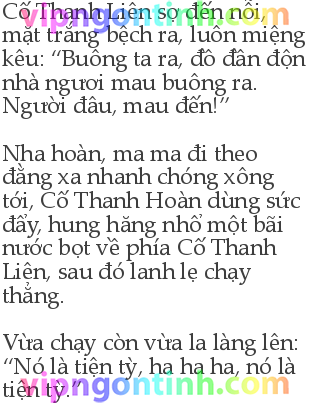 Cố Thanh Liên sợ đến nỗi,
vipngontinh.com
mặt trắng bệch ra, luôn miệng
kêu: “Buông ta ra, đồ đần độn
nhà ngươi mau buông ra.
Người đâu, mau đến!”
Nha hoàn, ma ma đi theo
đằng xa nhanh chóng xông
tới, Cố Thanh Hoàn dùng sức
đẩy, hung hăng nhổ một bãi
nước bọt về phía Cố Thanh
Liên, sau đó lanh lẹ chạy
thẳng.
Vừa chạy còn vừa la làng lên:
“Nó là tiện tỳ, ha ha ha, nó là
vipngontinh.com
tiện tỳ.”